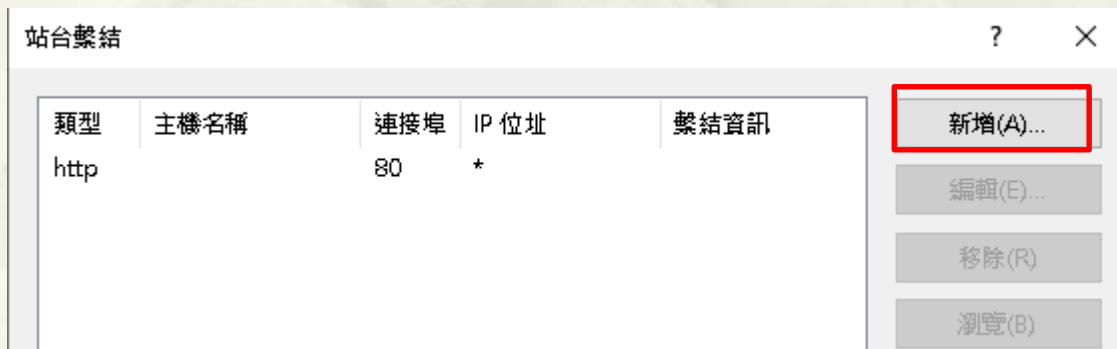 站台繫結
?
類型 主機名稱 連接埠 IP 位址 繫結資訊
http 80 *
新增(A)...
編輯(E)...
移除(R)
瀏覽(B)